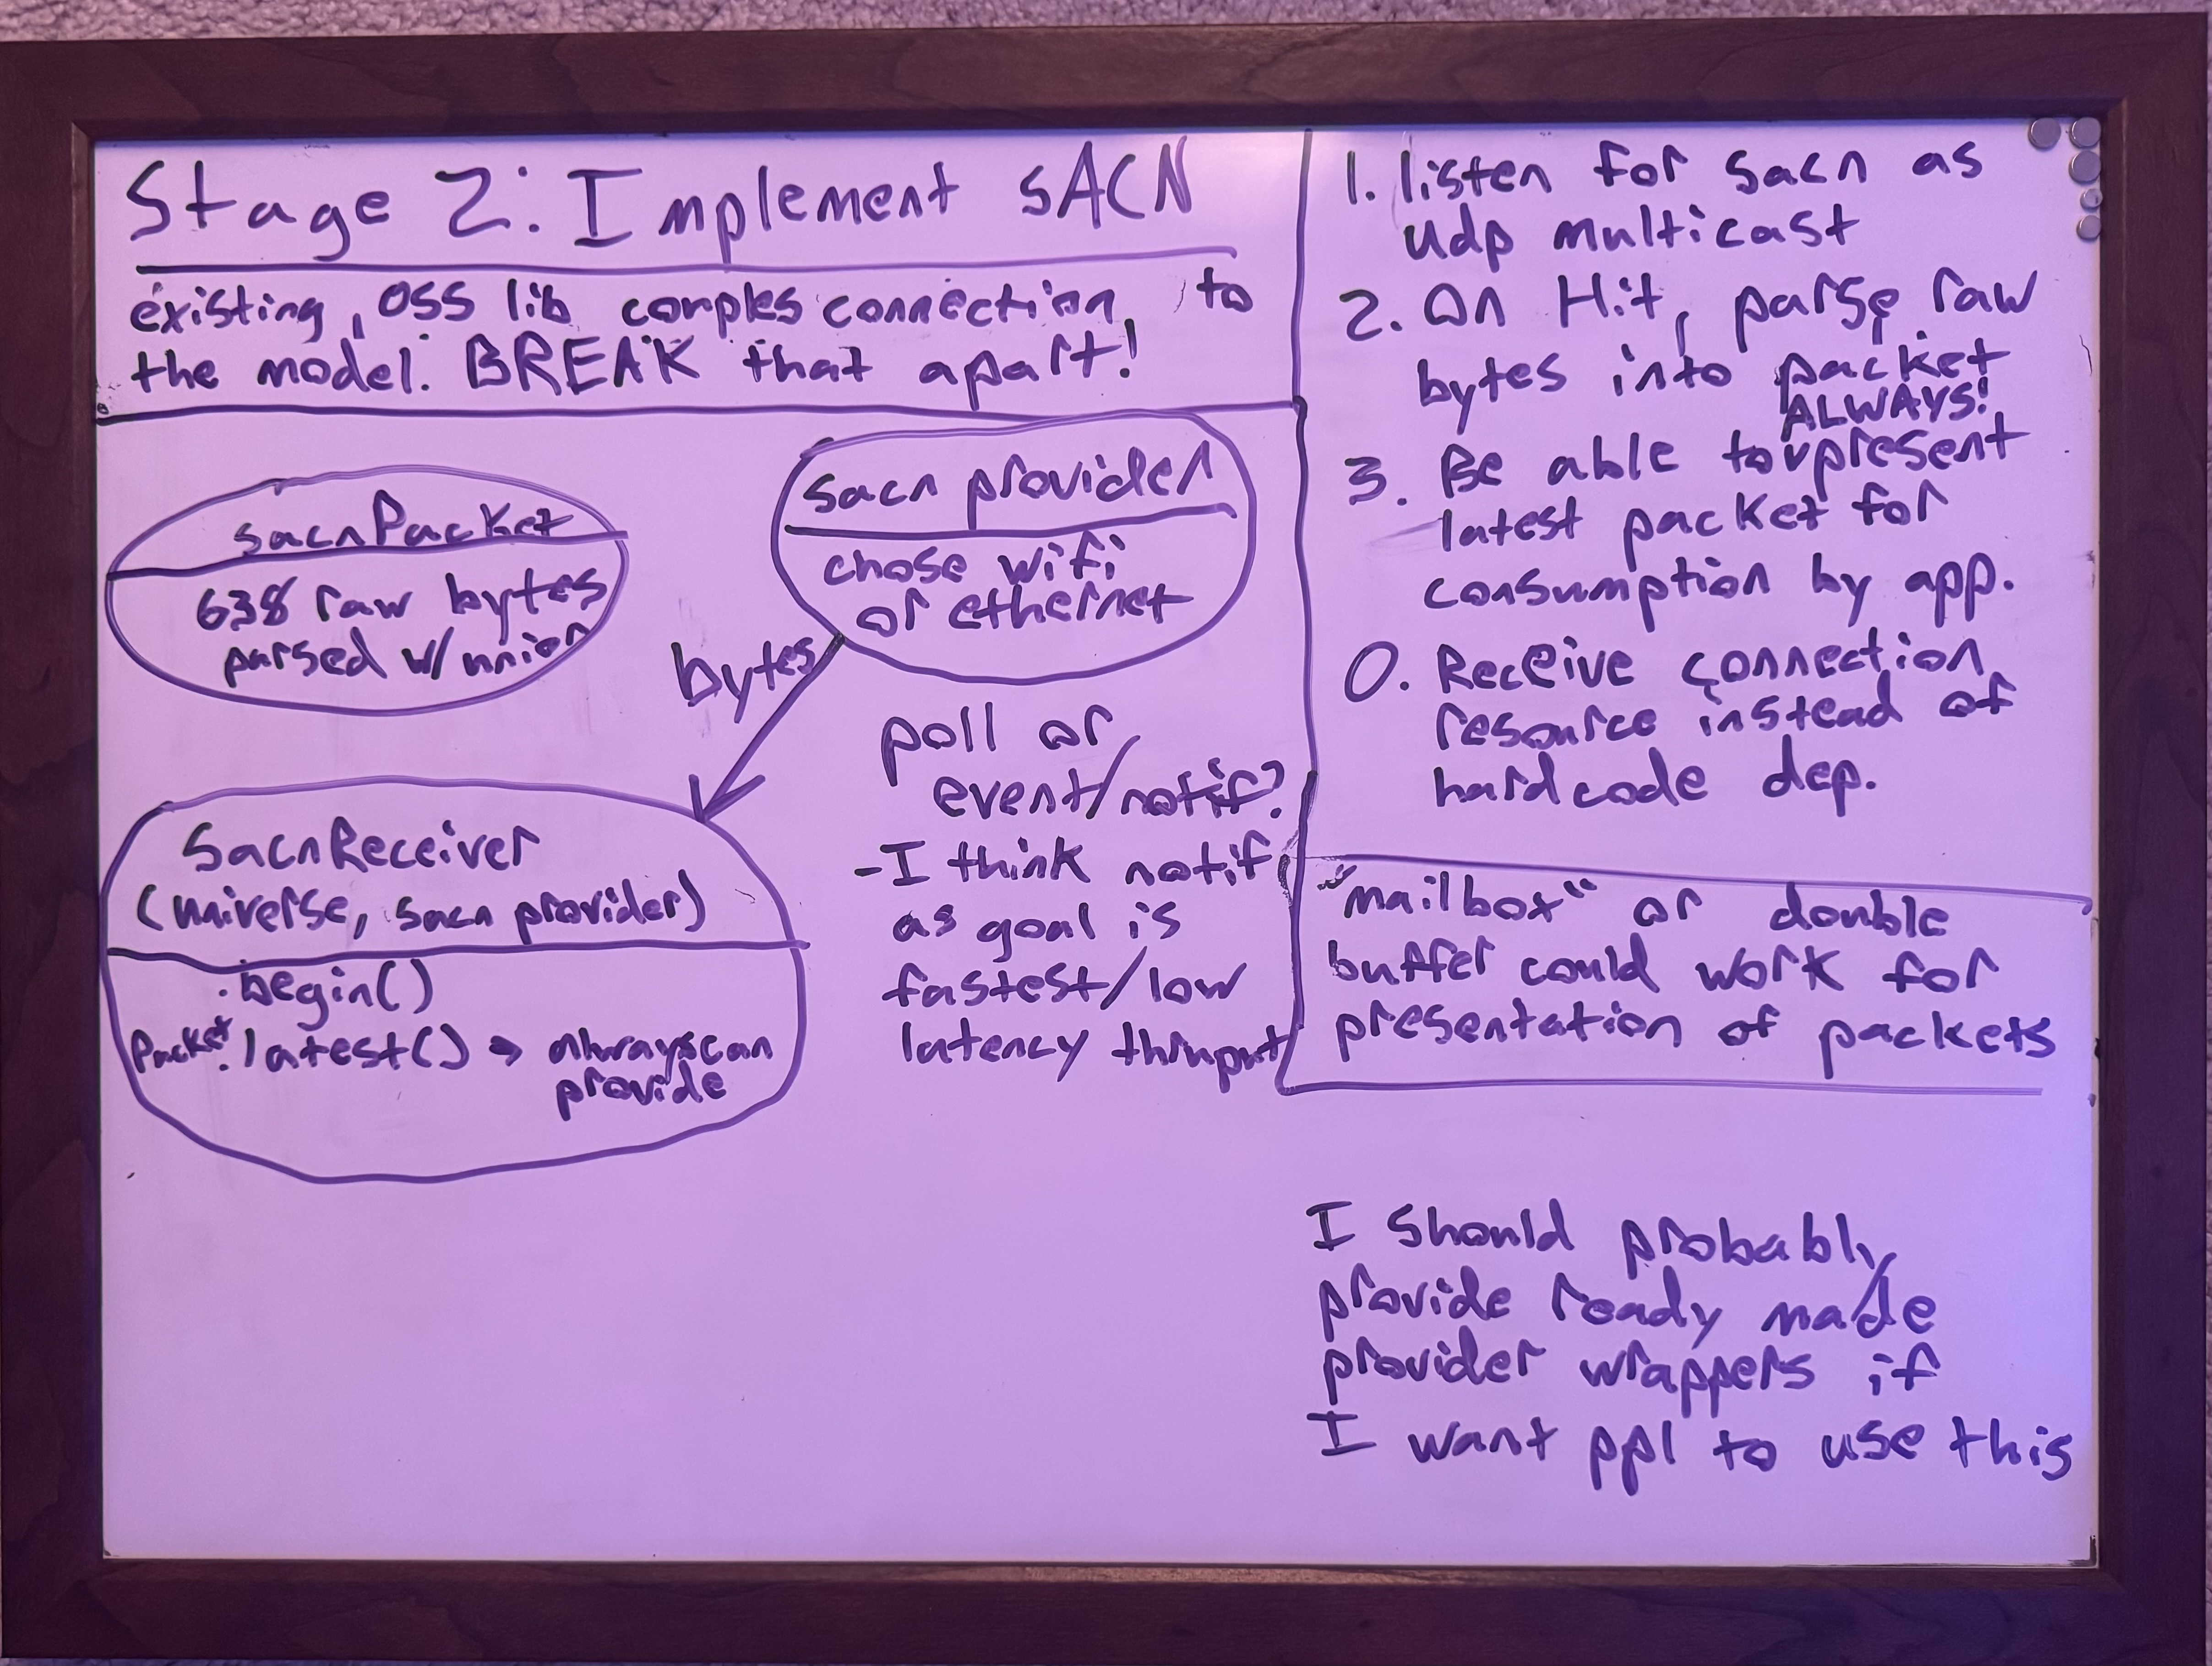 Stage 2: Implement sACN
existing, OSS lib couples connection to
the model. BREAK that apart!
sacnPacket
638 raw bytes
parsed w/ union
sacn provider
chose wifi
or ethernet
bytes
SacnReceiver
(universe, sacn provider)
.begin()
Packet .latest() → always can
provide
poll or
event/notif?
-I think notif,
as goal is
fastest/low
latency thruput
1. listen for sacn as
udp multicast
2. On Hit, parse raw
bytes into packet
ALWAYS!
3. Be able to present
latest packet for
consumption by app.
0. Receive connection
resource instead of
hardcode dep.
"mailbox" or double
buffer could work for
presentation of packets
I should probably
provide ready made
provider wrappers if
I want ppl to use this